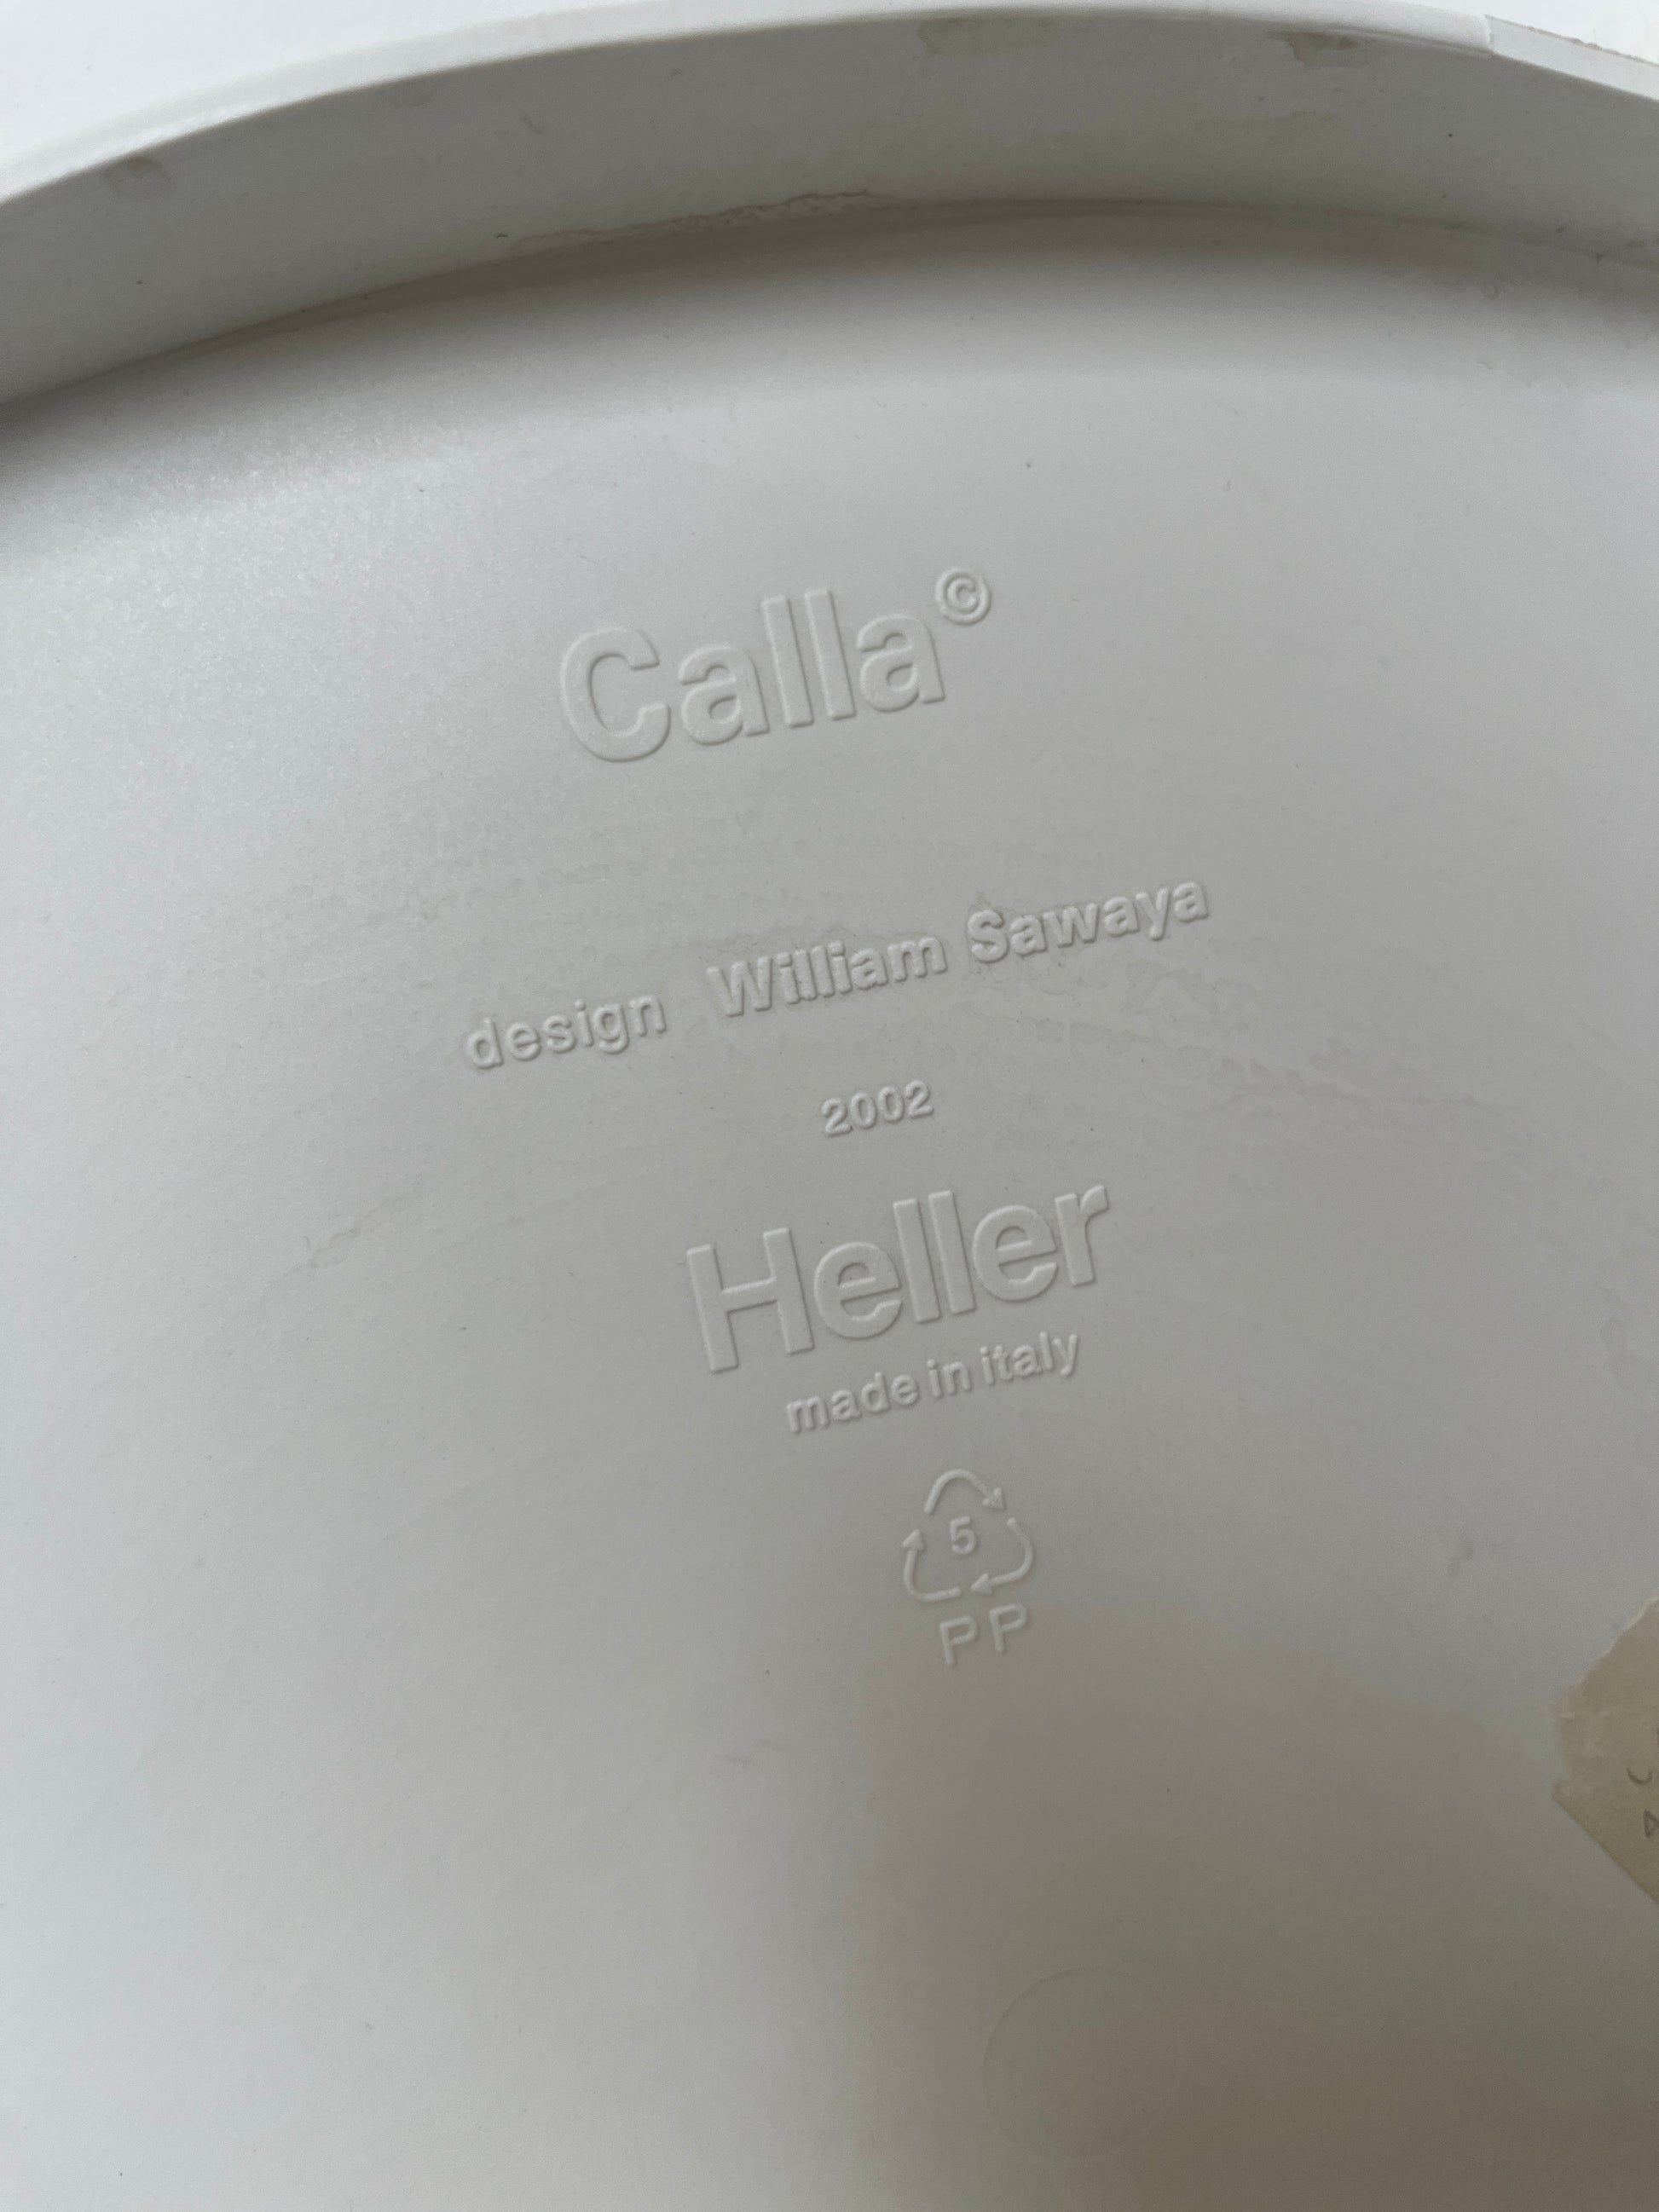 Calla©
design William Sawaya
2002
Heller
made in italy
5
PP